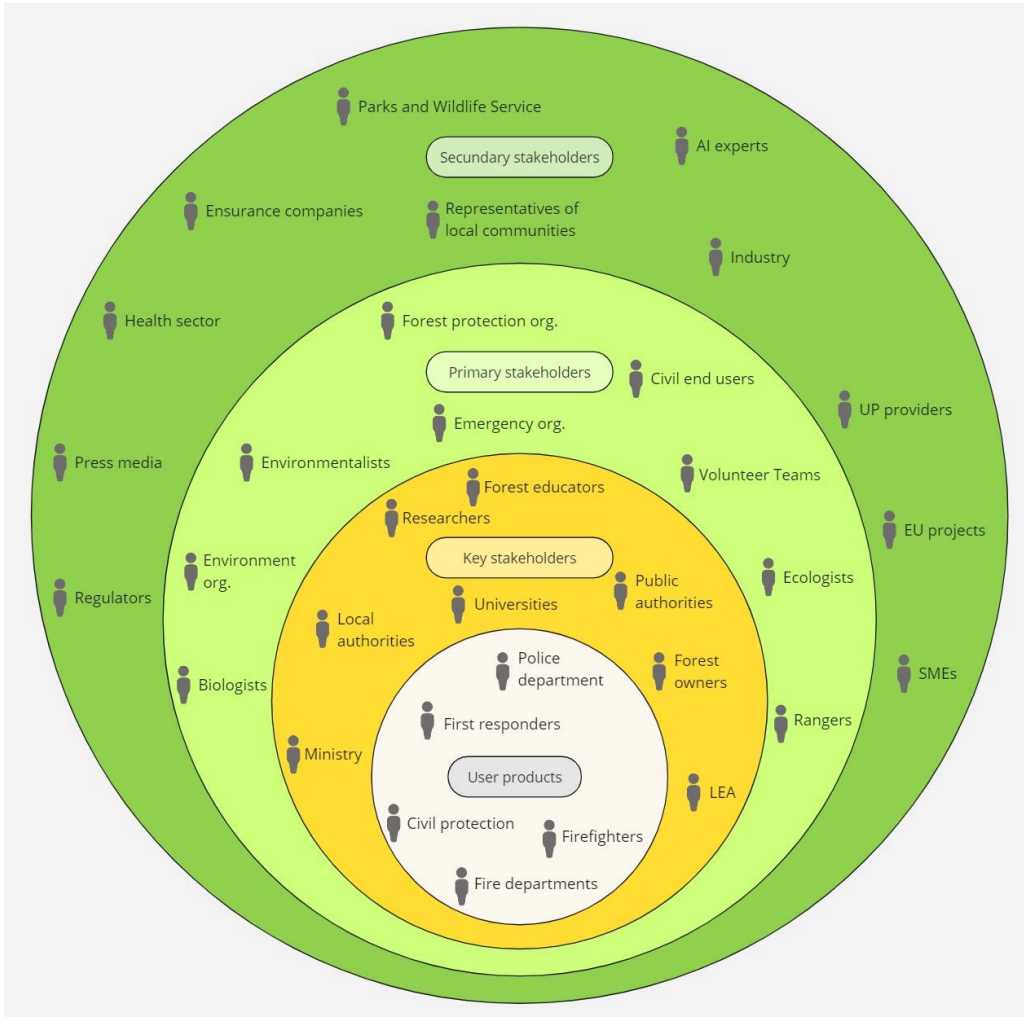 Parks and Wildlife Service
AI experts
Secundary stakeholders
Ensurance companies
Representatives of
local communities
Industry
Health sector
Forest protection org.
Primary stakeholders
Civil end users
UP providers
Emergency org.
Press media
Environmentalists
Volunteer Teams
Forest educators
Researchers
EU projects
Key stakeholders
Environment
org.
Ecologists
Public
authorities
Regulators
Universities
Local
authorities
Police
department
Forest
owners
SMEs
Biologists
First responders
Rangers
Ministry
User products
LEA
Civil protection
Firefighters
Fire departments